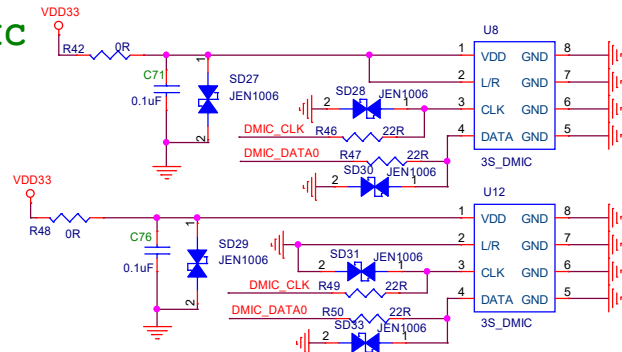 IC
VDD33
R42 0R
C71
0.1uF
1
2
SD27
JEN1006
SD28
JEN1006
2 1
DMIC_CLK R46 22R
DMIC_DATA0 R47 22R
SD30 JEN1006
2 1
U8
1 VDD GND 8
2 L/R GND 7
3 CLK GND 6
4 DATA GND 5
3S_DMIC
VDD33
R48 0R
C76
0.1uF
1
2
SD29
JEN1006
SD31 JEN1006
2 1
DMIC_CLK R49 22R
DMIC_DATA0 R50 22R
SD33 JEN1006
2 1
U12
1 VDD GND 8
2 L/R GND 7
3 CLK GND 6
4 DATA GND 5
3S_DMIC